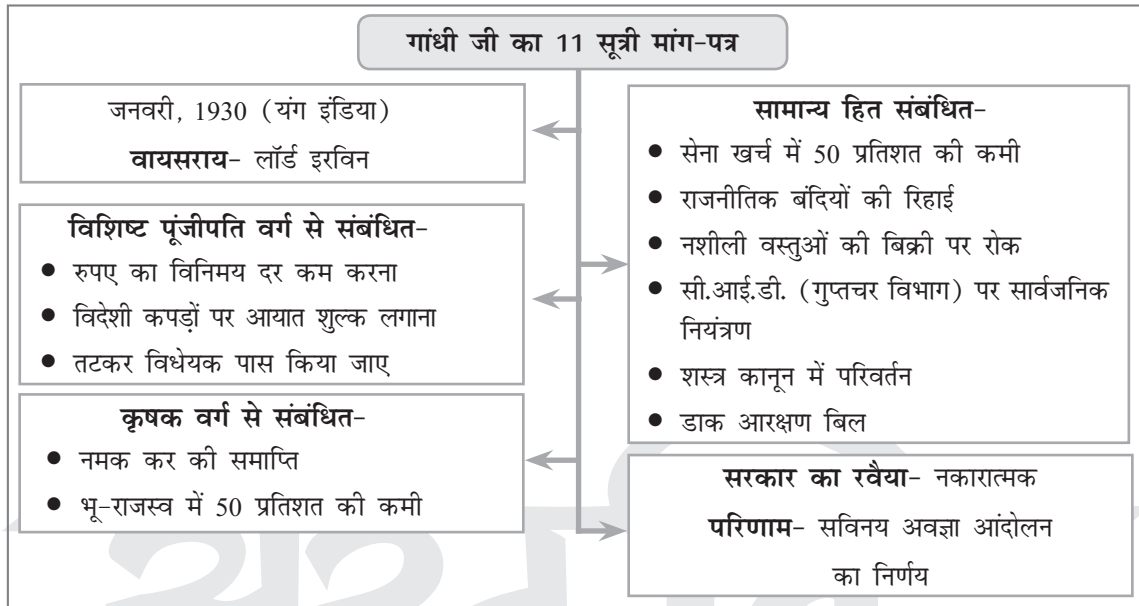 गांधी जी का 11 सूत्री मांग-पत्र
जनवरी, 1930 (यंग इंडिया)
वायसराय- लॉर्ड इरविन
विशिष्ट पूंजीपति वर्ग से संबंधित-
● रुपए का विनिमय दर कम करना
● विदेशी कपड़ों पर आयात शुल्क लगाना
● तटकर विधेयक पास किया जाए
कृषक वर्ग से संबंधित-
● नमक कर की समाप्ति
● भू-राजस्व में 50 प्रतिशत की कमी
सामान्य हित संबंधित-
● सेना खर्च में 50 प्रतिशत की कमी
● राजनीतिक बंदियों की रिहाई
● नशीली वस्तुओं की बिक्री पर रोक
● सी.आई.डी. (गुप्तचर विभाग) पर सार्वजनिक
नियंत्रण
● शस्त्र कानून में परिवर्तन
● डाक आरक्षण बिल
सरकार का रवैया- नकारात्मक
परिणाम- सविनय अवज्ञा आंदोलन
का निर्णय